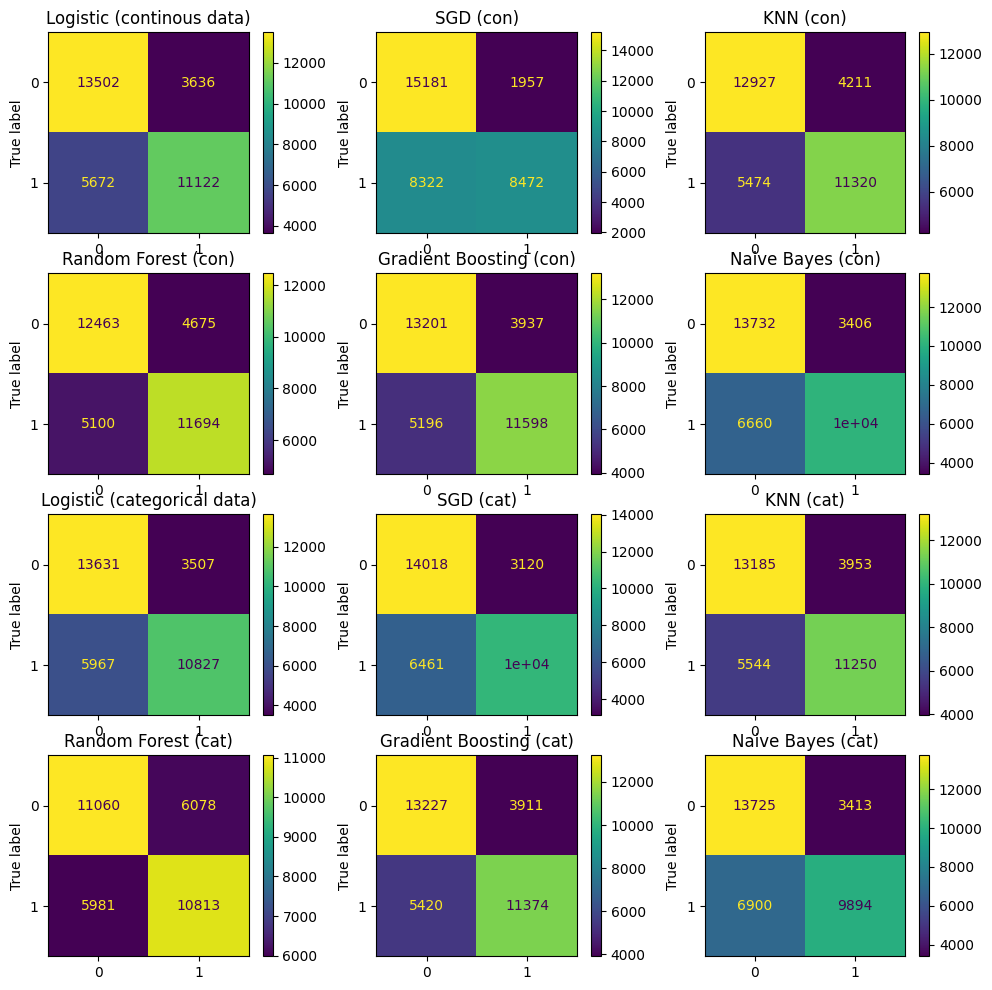 Logistic (continous data) SGD (con) KNN (con)
14000
12000 12000
0 13502 3636 0 15181 1957 0 12927 4211
12000
10000 10000
10000
True label True label True label
8000 8000
8000
1 5672 11122 1 8322 8472 1 5474 11320
6000 6000 6000
4000
4000 2000
0 1 0 1 0 1
Random Forest (con) Gradient Boosting (con) Naive Bayes (con)
12000 12000 12000
0 12463 4675 0 13201 3937 0 13732 3406
10000 10000 10000
True label True label True label
8000 8000 8000
1 5100 11694 1 5196 11598 1 6660 1e+04
6000 6000
6000
4000 4000
0 1 0 1 0 1
Logistic (categorical data) SGD (cat) KNN (cat)
14000
12000 12000
0 13631 3507 0 14018 3120 0 13185 3953
12000
10000 10000
10000
True label True label True label
8000 8000 8000
1 5967 10827 1 6461 1e+04 1 5544 11250
6000 6000 6000
4000 4000 4000
0 1 0 1 0 1
Random Forest (cat) Gradient Boosting (cat) Naive Bayes (cat)
11000
12000 12000
0 11060 6078 0 13227 3911 0 13725 3413
10000
10000 10000
9000
True label True label True label
8000 8000 8000
1 5981 10813 1 5420 11374 1 6900 9894
7000 6000 6000
6000 4000 4000
0 1 0 1 0 1